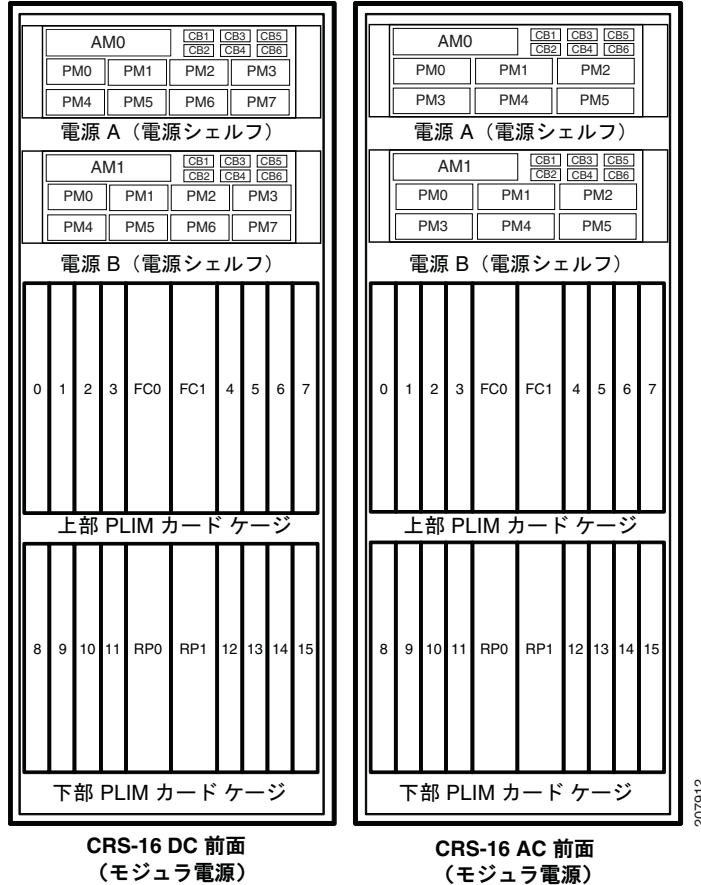 AM0 CB1 CB3 CB5
CB2 CB4 CB6
PM0 PM1 PM2 PM3
PM4 PM5 PM6 PM7
電源 A（電源シェルフ）
AM1 CB1 CB3 CB5
CB2 CB4 CB6
PM0 PM1 PM2 PM3
PM4 PM5 PM6 PM7
電源 B（電源シェルフ）
0 1 2 3 FC0 FC1 4 5 6 7
上部 PLIM カード ケージ
8 9 10 11 RP0 RP1 12 13 14 15
下部 PLIM カード ケージ
CRS-16 DC 前面
（モジュラ電源）
AM0 CB1 CB3 CB5
CB2 CB4 CB6
PM0 PM1 PM2
PM3 PM4 PM5
電源 A（電源シェルフ）
AM1 CB1 CB3 CB5
CB2 CB4 CB6
PM0 PM1 PM2
PM3 PM4 PM5
電源 B（電源シェルフ）
0 1 2 3 FC0 FC1 4 5 6 7
上部 PLIM カード ケージ
8 9 10 11 RP0 RP1 12 13 14 15
下部 PLIM カード ケージ
CRS-16 AC 前面
（モジュラ電源）
207912